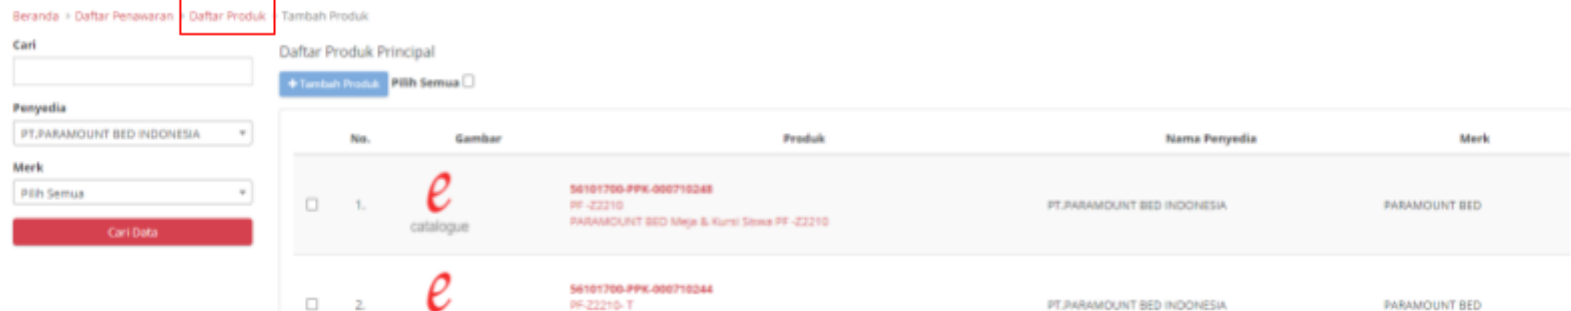 Beranda › Daftar Penawaran › Daftar Produk › Tambah Produk
Cari
Penyedia
PT.PARAMOUNT BED INDONESIA
Merk
Pilih Semua
Cari Data
Daftar Produk Principal
+ Tambah Produk Pilih Semua
No. Gambar Produk Nama Penyedia Merk
1. e catalogue 56101700-PPK-000710248 PT.PARAMOUNT BED INDONESIA PARAMOUNT BED
PF -Z2210
PARAMOUNT BED Meja & Kursi Siswa PF -Z2210
2. e 56101700-PPK-000710244 PT.PARAMOUNT BED INDONESIA PARAMOUNT BED
PF-Z2210- T